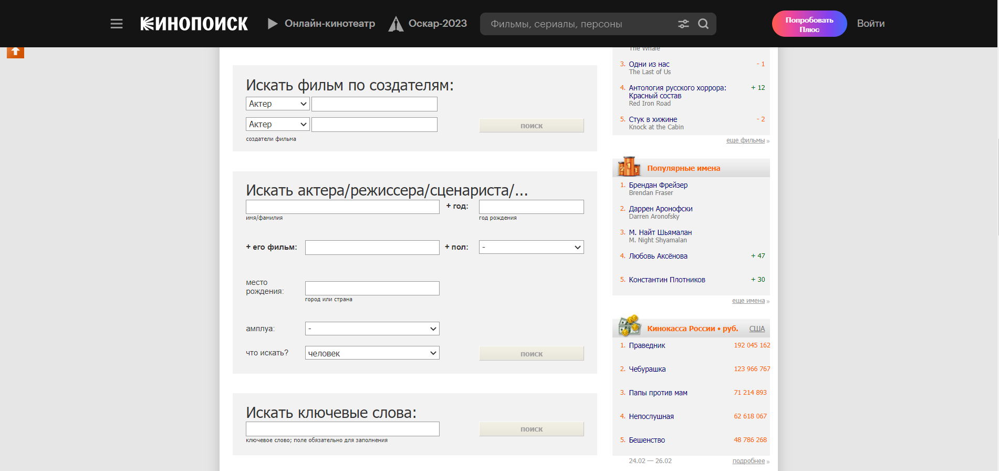 КИНОПОИСК
Онлайн-кинотеатр
Оскар-2023
Фильмы, сериалы, персоны
Попробовать
Плюс
Войти
Искать фильм по создателям:
Актер
Актер
поиск
создатели фильма
Искать актера/режиссера/сценариста/...
+ год:
имя/фамилия
год рождения
+ его фильм:
+ пол:
-
место
рождения:
город или страна
амплуа:
-
что искать?
человек
поиск
Искать ключевые слова:
поиск
ключевое слово; поле обязательно для заполнения
The Whale
3. Одни из нас - 1
The Last of Us
4. Антология русского хоррора: + 12
Красный состав
Red Iron Road
5. Стук в хижине - 2
Knock at the Cabin
еще фильмы »
2 1 3
Популярные имена
1. Брендан Фрейзер
Brendan Fraser
2. Даррен Аронофски
Darren Aronofsky
3. М. Найт Шьямалан
M. Night Shyamalan
4. Любовь Аксёнова + 47
5. Константин Плотников + 30
еще имена »
Кинокасса России • руб. США
1. Праведник 192 045 162
2. Чебурашка 123 966 767
3. Папы против мам 71 214 893
4. Непослушная 62 618 067
5. Бешенство 48 786 268
24.02 — 26.02 подробнее »